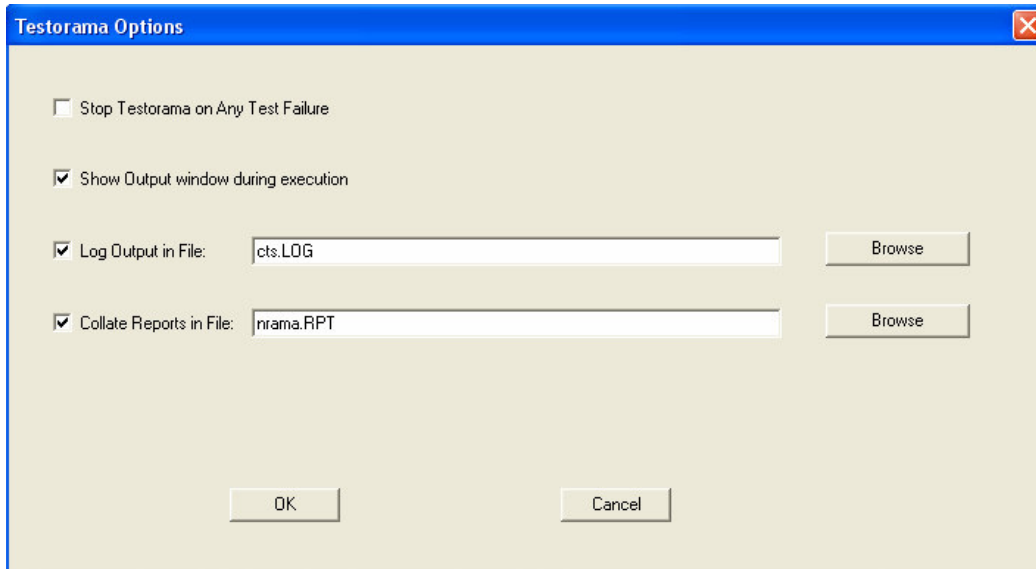 Testorama Options
Stop Testorama on Any Test Failure
Show Output window during execution
Log Output in File: cts.LOG Browse
Collate Reports in File: nrama.RPT Browse
OK Cancel